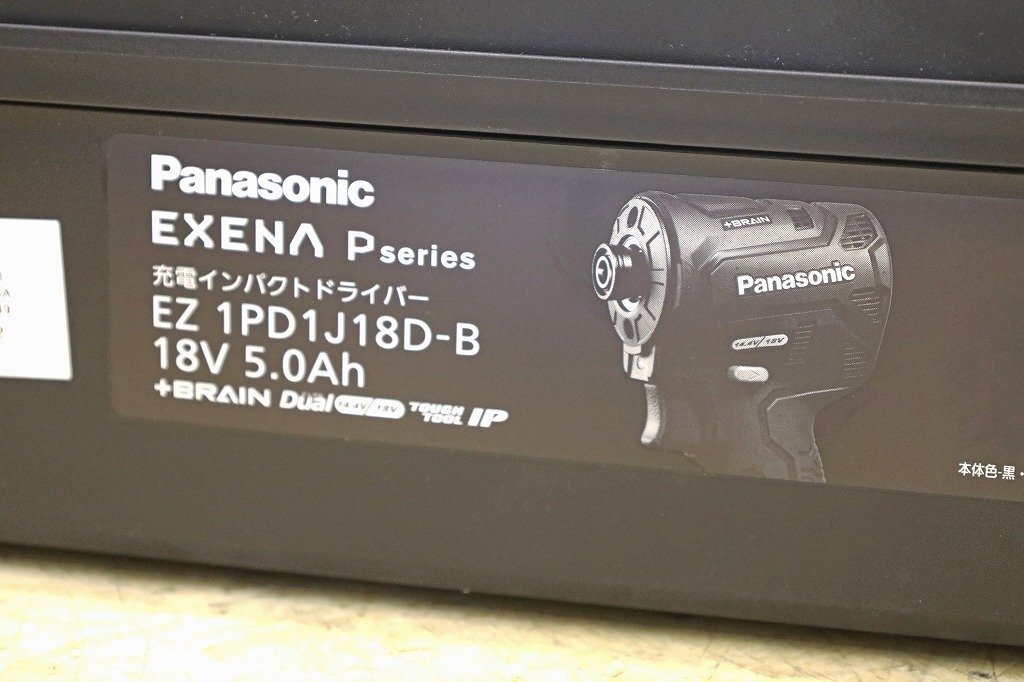 Panasonic
EXENA P series
充電インパクトドライバー
EZ 1PD1J18D-B
18V 5.0Ah
+BRAIN Dual 14.4V/18V TOUGH TOOL IP
+BRAIN
Panasonic
14.4V/18V
本体色-黒・